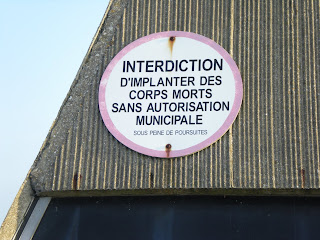 INTERDICTION
D'IMPLANTER DES
CORPS MORTS
SANS AUTORISATION
MUNICIPALE
SOUS PEINE DE POURSUITES